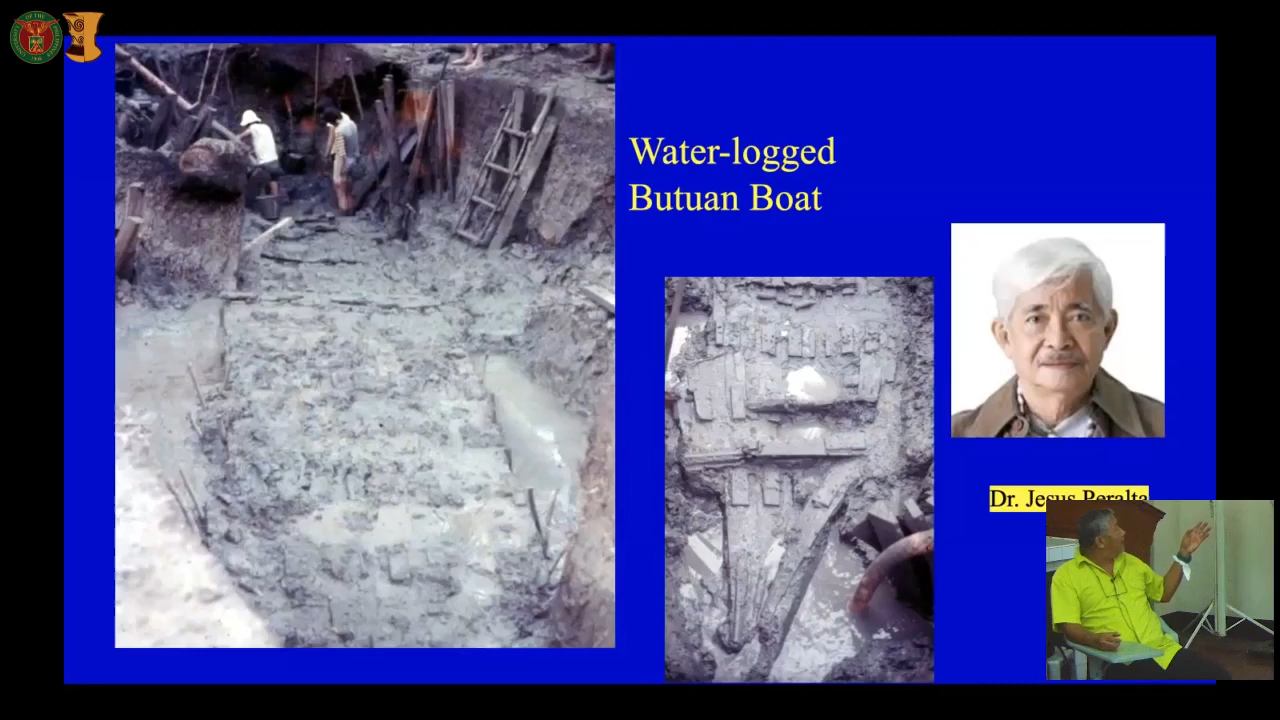 Water-logged
Butuan Boat
Dr. Jesus Peralta